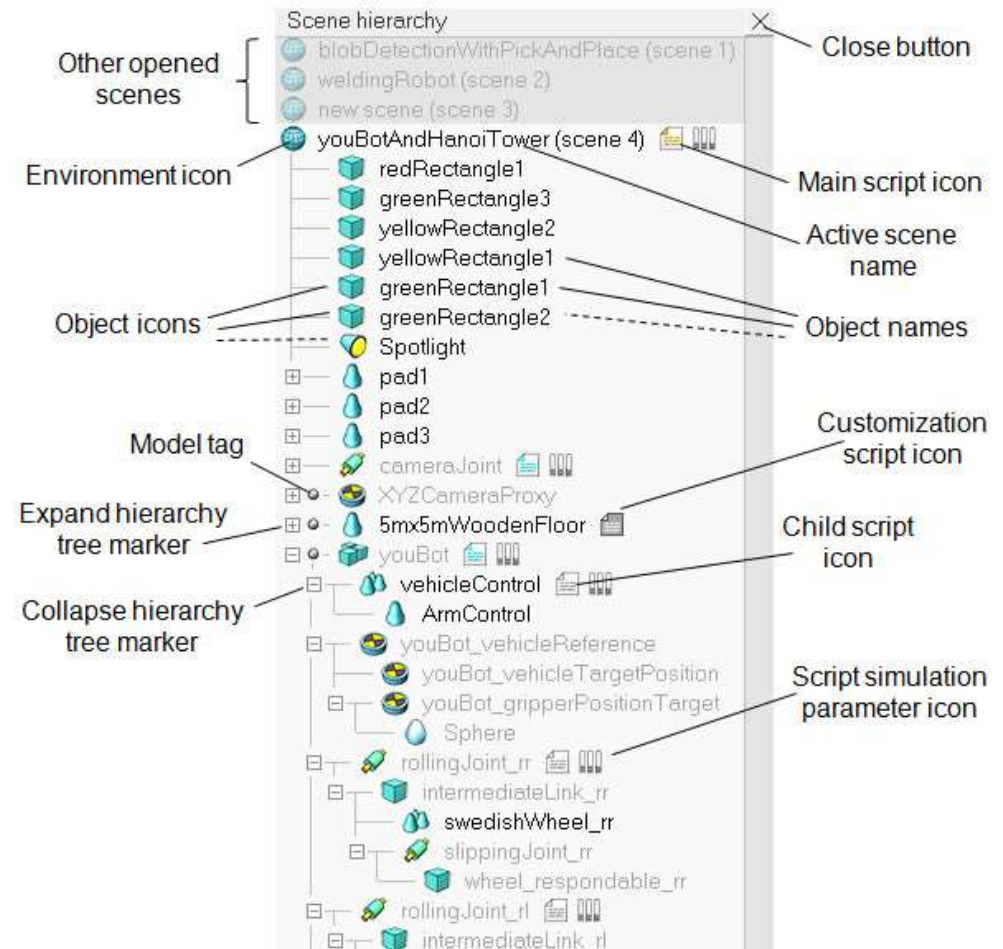 Scene hierarchy
Close button
Other opened
scenes
blobDetectionWithPickAndPlace (scene 1)
weldingRobot (scene 2)
new scene (scene 3)
youBotAndHanoiTower (scene 4)
Environment icon
Main script icon
redRectangle1
greenRectangle3
yellowRectangle2
Active scene
name
yellowRectangle1
greenRectangle1
greenRectangle2
Object icons
Object names
Spotlight
pad1
pad2
pad3
Model tag
Customization
script icon
cameraJoint
XYZCameraProxy
Expand hierarchy
tree marker
5mx5mWoodenFloor
Child script
icon
youBot
vehicleControl
Collapse hierarchy
tree marker
ArmControl
youBot_vehicleReference
youBot_vehicleTargetPosition
Script simulation
parameter icon
youBot_gripperPositionTarget
Sphere
rollingJoint_rr
intermediateLink_rr
swedishWheel_rr
slippingJoint_rr
wheel_respondable_rr
rollingJoint_rl
intermediateLink_rl